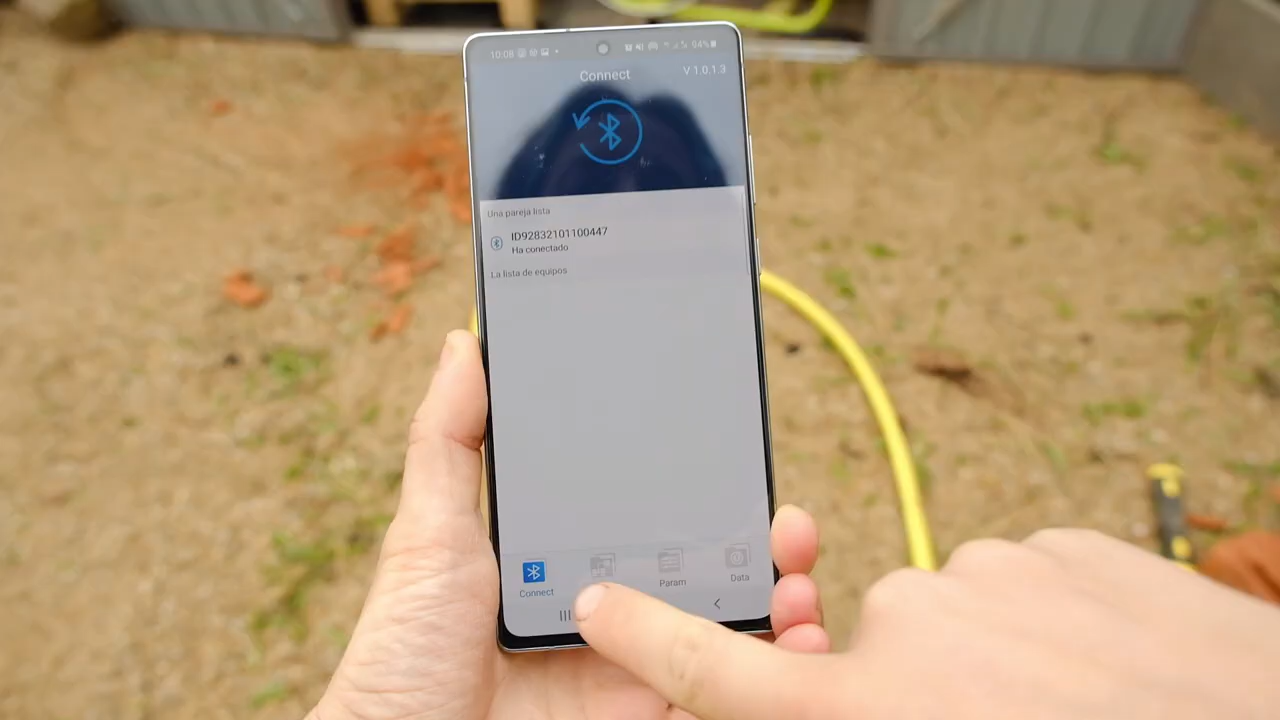 10:08
94%
Connect
V 1.0.1.3
Una pareja lista
ID92832101100447
Ha conectado
La lista de equipos
Connect
Param
Data